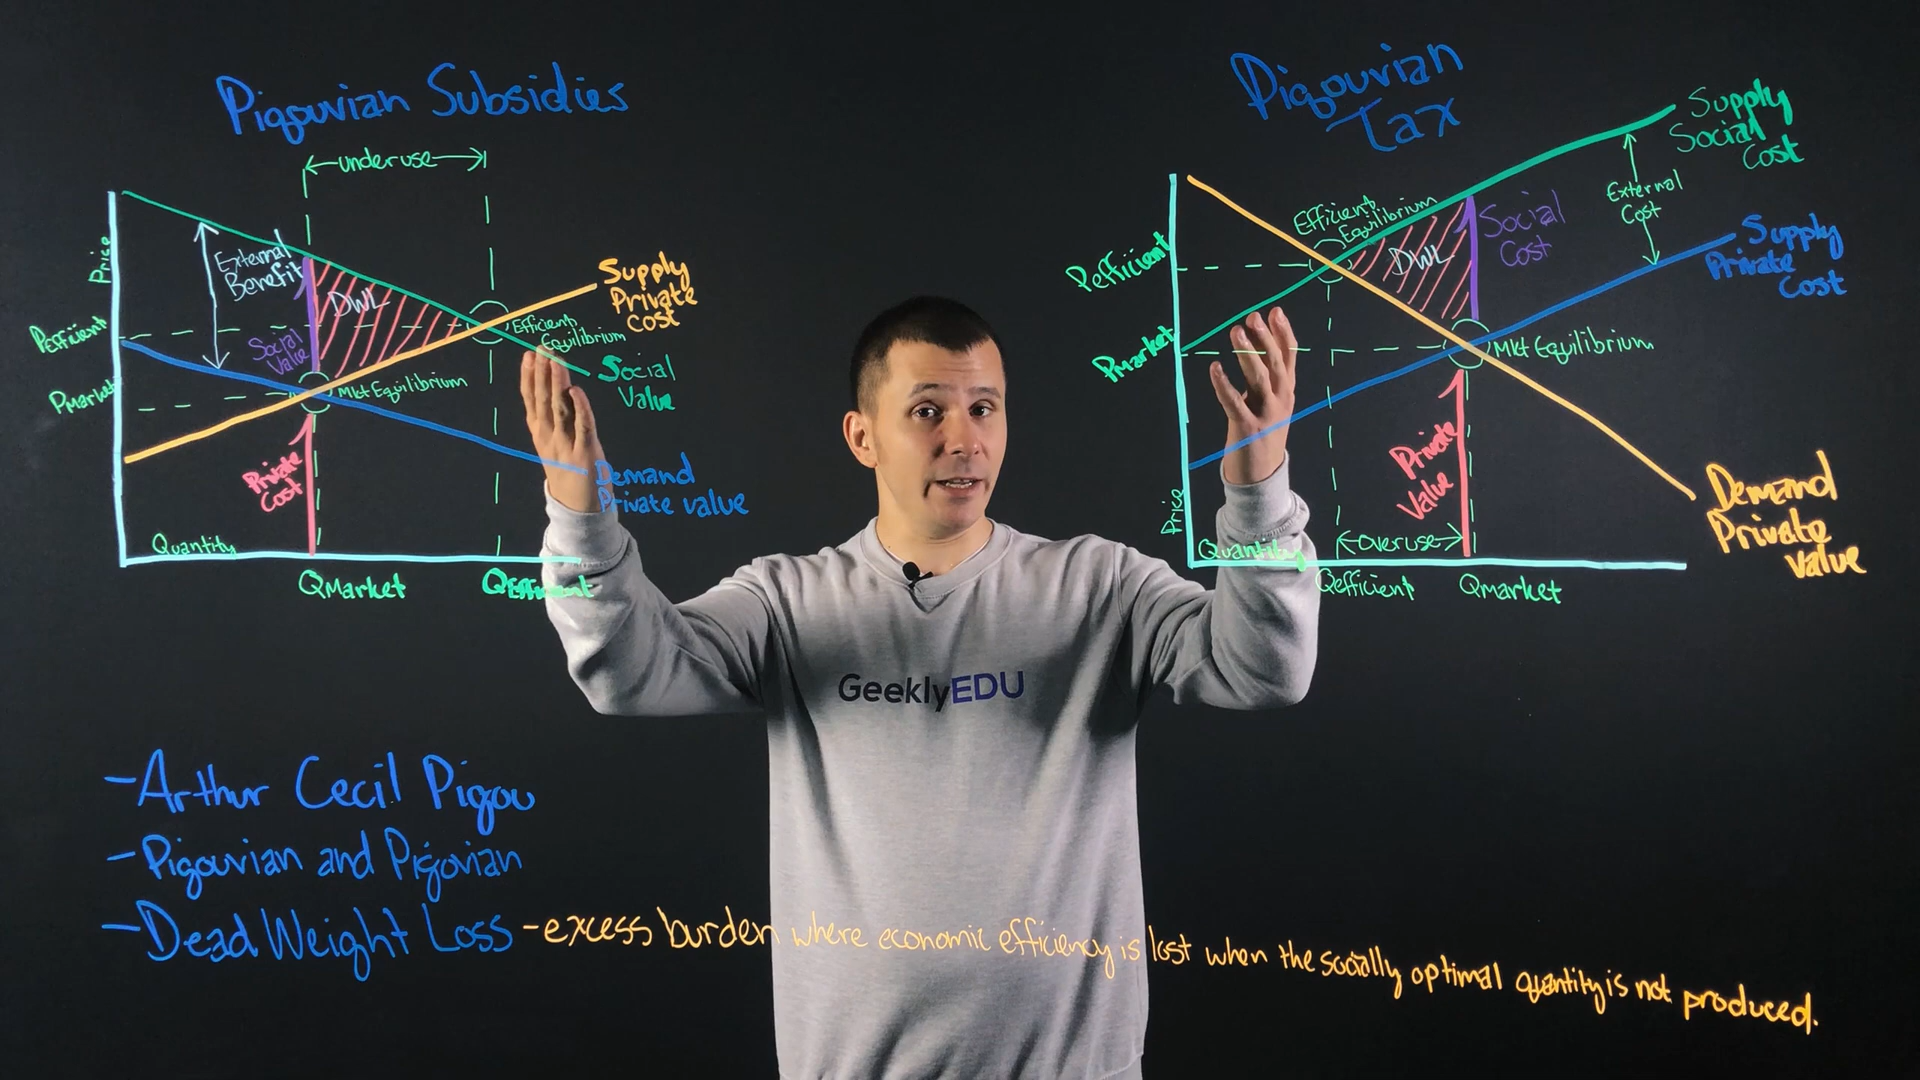 Pigouvian Subsidies
underuse
Price
External
Benefit
DWL
Social
Value
Pefficient
Pmarket
Supply
Private
Cost
Efficient
Equilibrium
Social
Value
Mkt Equilibrium
Private
Cost
Demand
Private value
Quantity
QMarket
QEfficient
Pigouvian
Tax
Supply
Social
Cost
External
Cost
Supply
Private
Cost
Efficient
Equilibrium
Social
Cost
DWL
Pefficient
Pmarket
Mkt Equilibrium
Private
Value
Price
Demand
Private
Value
Quantity
overuse
Qefficient
Qmarket
GeeklyEDU
-Arthur Cecil Pigou
-Pigouvian and Pigovian
-Dead Weight Loss -excess burden where economic efficiency is lost when the socially optimal quantity is not produced.